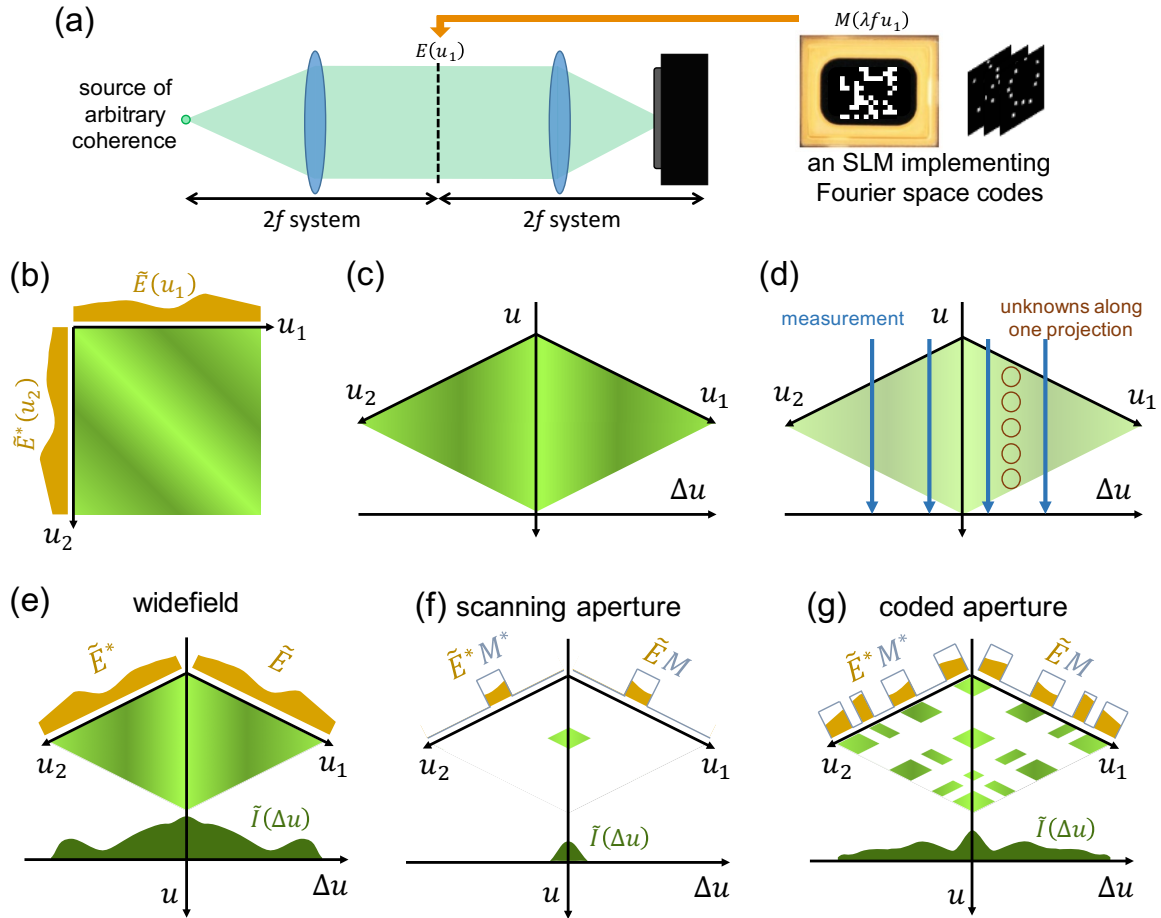 (a)
M(λfu₁)
E(u₁)
source of
arbitrary
coherence
2f system
2f system
an SLM implementing
Fourier space codes
(b)
Ẽ(u₁)
u₁
Ẽ*(u₂)
u₂
(c)
u
u₂
u₁
Δu
(d)
measurement
u
unknowns along
one projection
u₂
u₁
Δu
(e)
widefield
Ẽ*
Ẽ
u₂
u₁
Ĩ(Δu)
u
Δu
(f)
scanning aperture
Ẽ*M*
ẼM
u₂
u₁
Ĩ(Δu)
u
Δu
(g)
coded aperture
Ẽ*M*
ẼM
u₂
u₁
Ĩ(Δu)
u
Δu